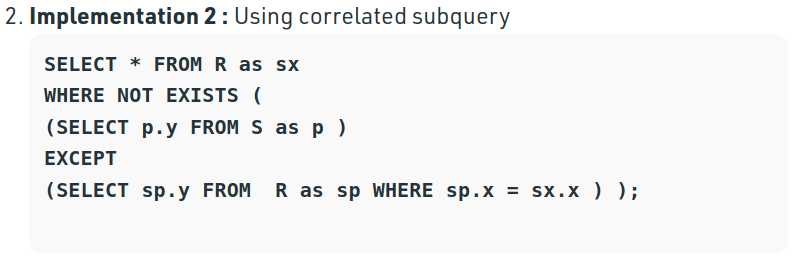 2. Implementation 2 : Using correlated subquery
SELECT * FROM R as sx
WHERE NOT EXISTS (
(SELECT p.y FROM S as p )
EXCEPT
(SELECT sp.y FROM  R as sp WHERE sp.x = sx.x ) );